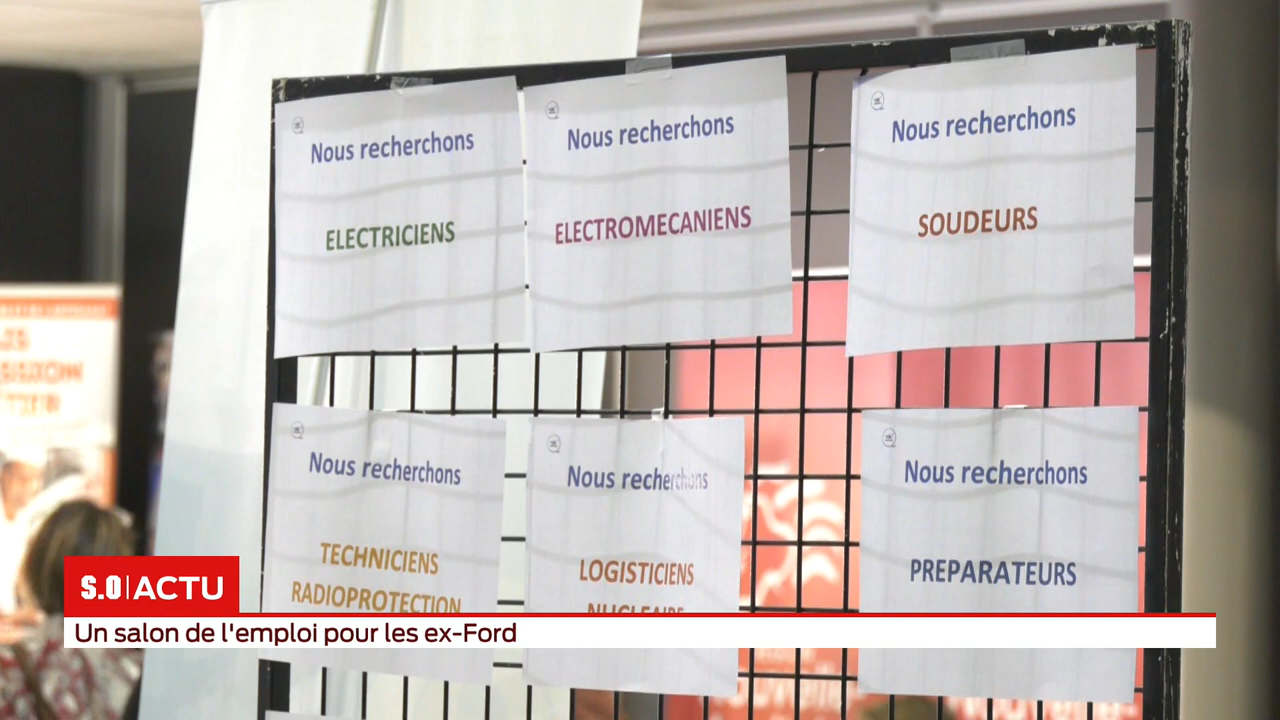 Nous recherchons
ELECTRICIENS
Nous recherchons
ELECTROMECANIENS
Nous recherchons
SOUDEURS
Nous recherchons
TECHNICIENS
RADIOPROTECTION
Nous recherchons
LOGISTICIENS
NUCLEAIRE
Nous recherchons
PREPARATEURS
S.O ACTU
Un salon de l'emploi pour les ex-Ford